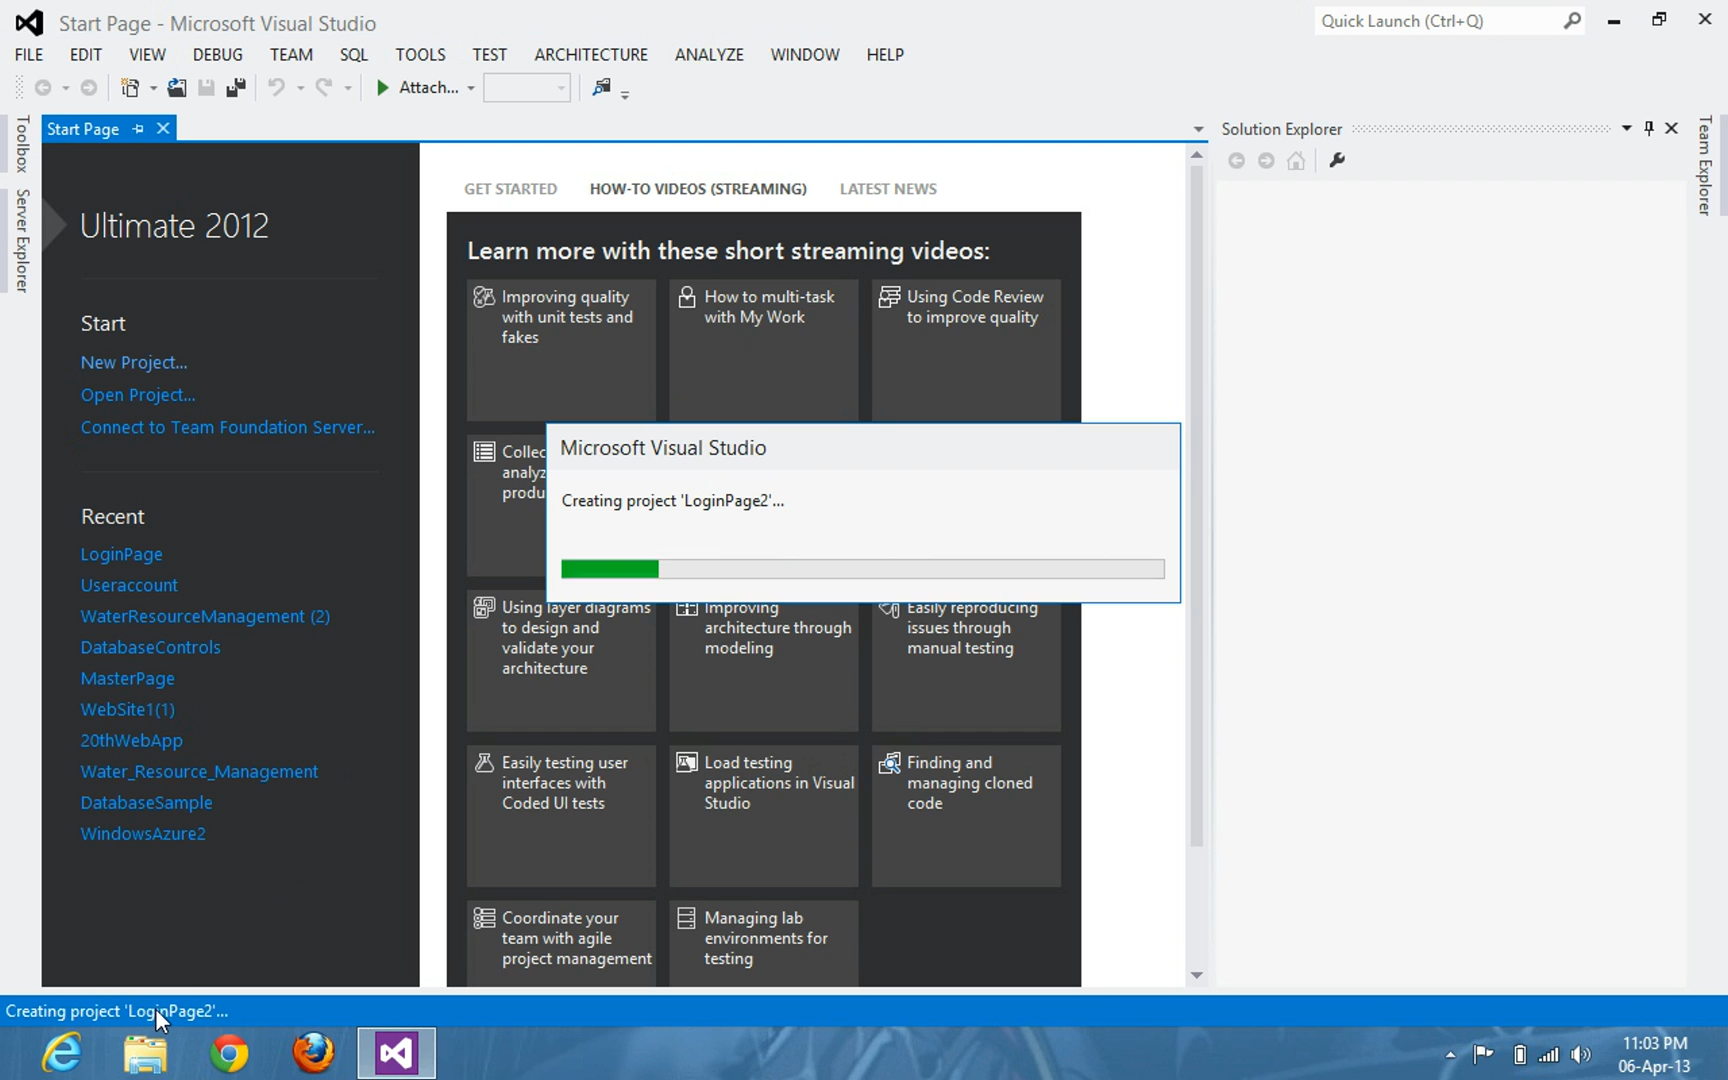 Start Page - Microsoft Visual Studio
Quick Launch (Ctrl+Q)
FILE EDIT VIEW DEBUG TEAM SQL TOOLS TEST ARCHITECTURE ANALYZE WINDOW HELP
Attach...
Toolbox
Server Explorer
Start Page
Ultimate 2012
Start
New Project...
Open Project...
Connect to Team Foundation Server...
Recent
LoginPage
Useraccount
WaterResourceManagement (2)
DatabaseControls
MasterPage
WebSite1(1)
20thWebApp
Water_Resource_Management
DatabaseSample
WindowsAzure2
GET STARTED HOW-TO VIDEOS (STREAMING) LATEST NEWS
Learn more with these short streaming videos:
Improving quality
with unit tests and
fakes
How to multi-task
with My Work
Using Code Review
to improve quality
Microsoft Visual Studio
Creating project 'LoginPage2'...
Using layer diagrams
to design and
validate your
architecture
Improving
architecture through
modeling
Easily reproducing
issues through
manual testing
Easily testing user
interfaces with
Coded UI tests
Load testing
applications in Visual
Studio
Finding and
managing cloned
code
Coordinate your
team with agile
project management
Managing lab
environments for
testing
Solution Explorer
Team Explorer
Creating project 'LoginPage2'...
11:03 PM
06-Apr-13